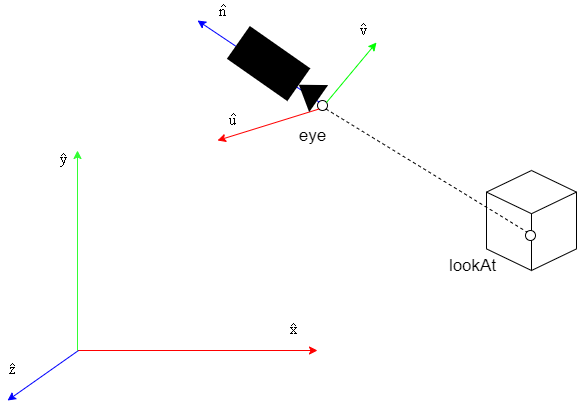 n̂
v̂
û
eye
ŷ
lookAt
x̂
ẑ